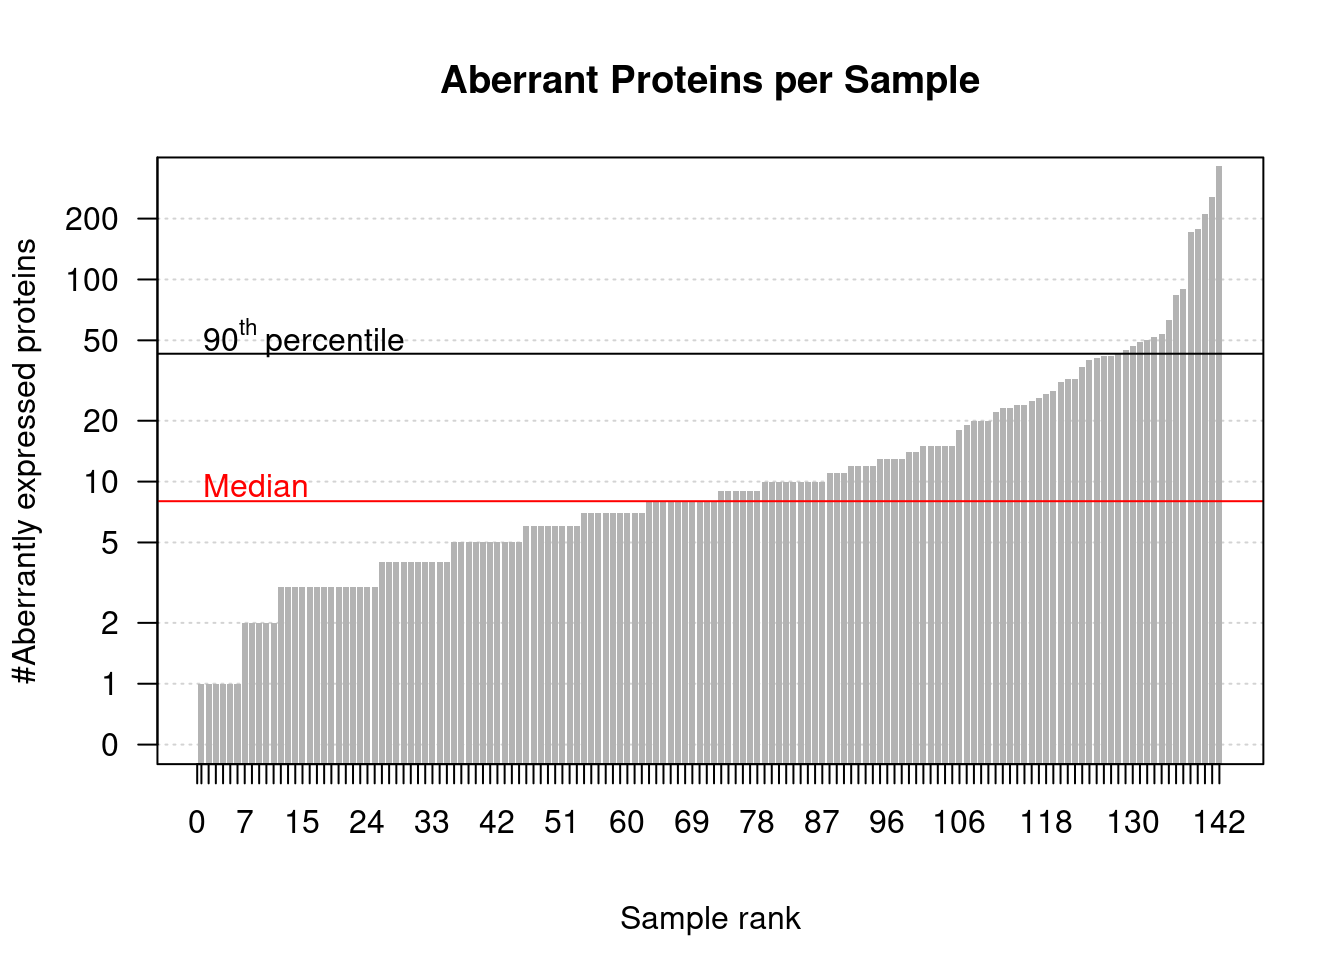 Aberrant Proteins per Sample
#Aberrantly expressed proteins
200
100
50
20
10
5
2
1
0
90th percentile
Median
0 7 15 24 33 42 51 60 69 78 87 96 106 118 130 142
Sample rank